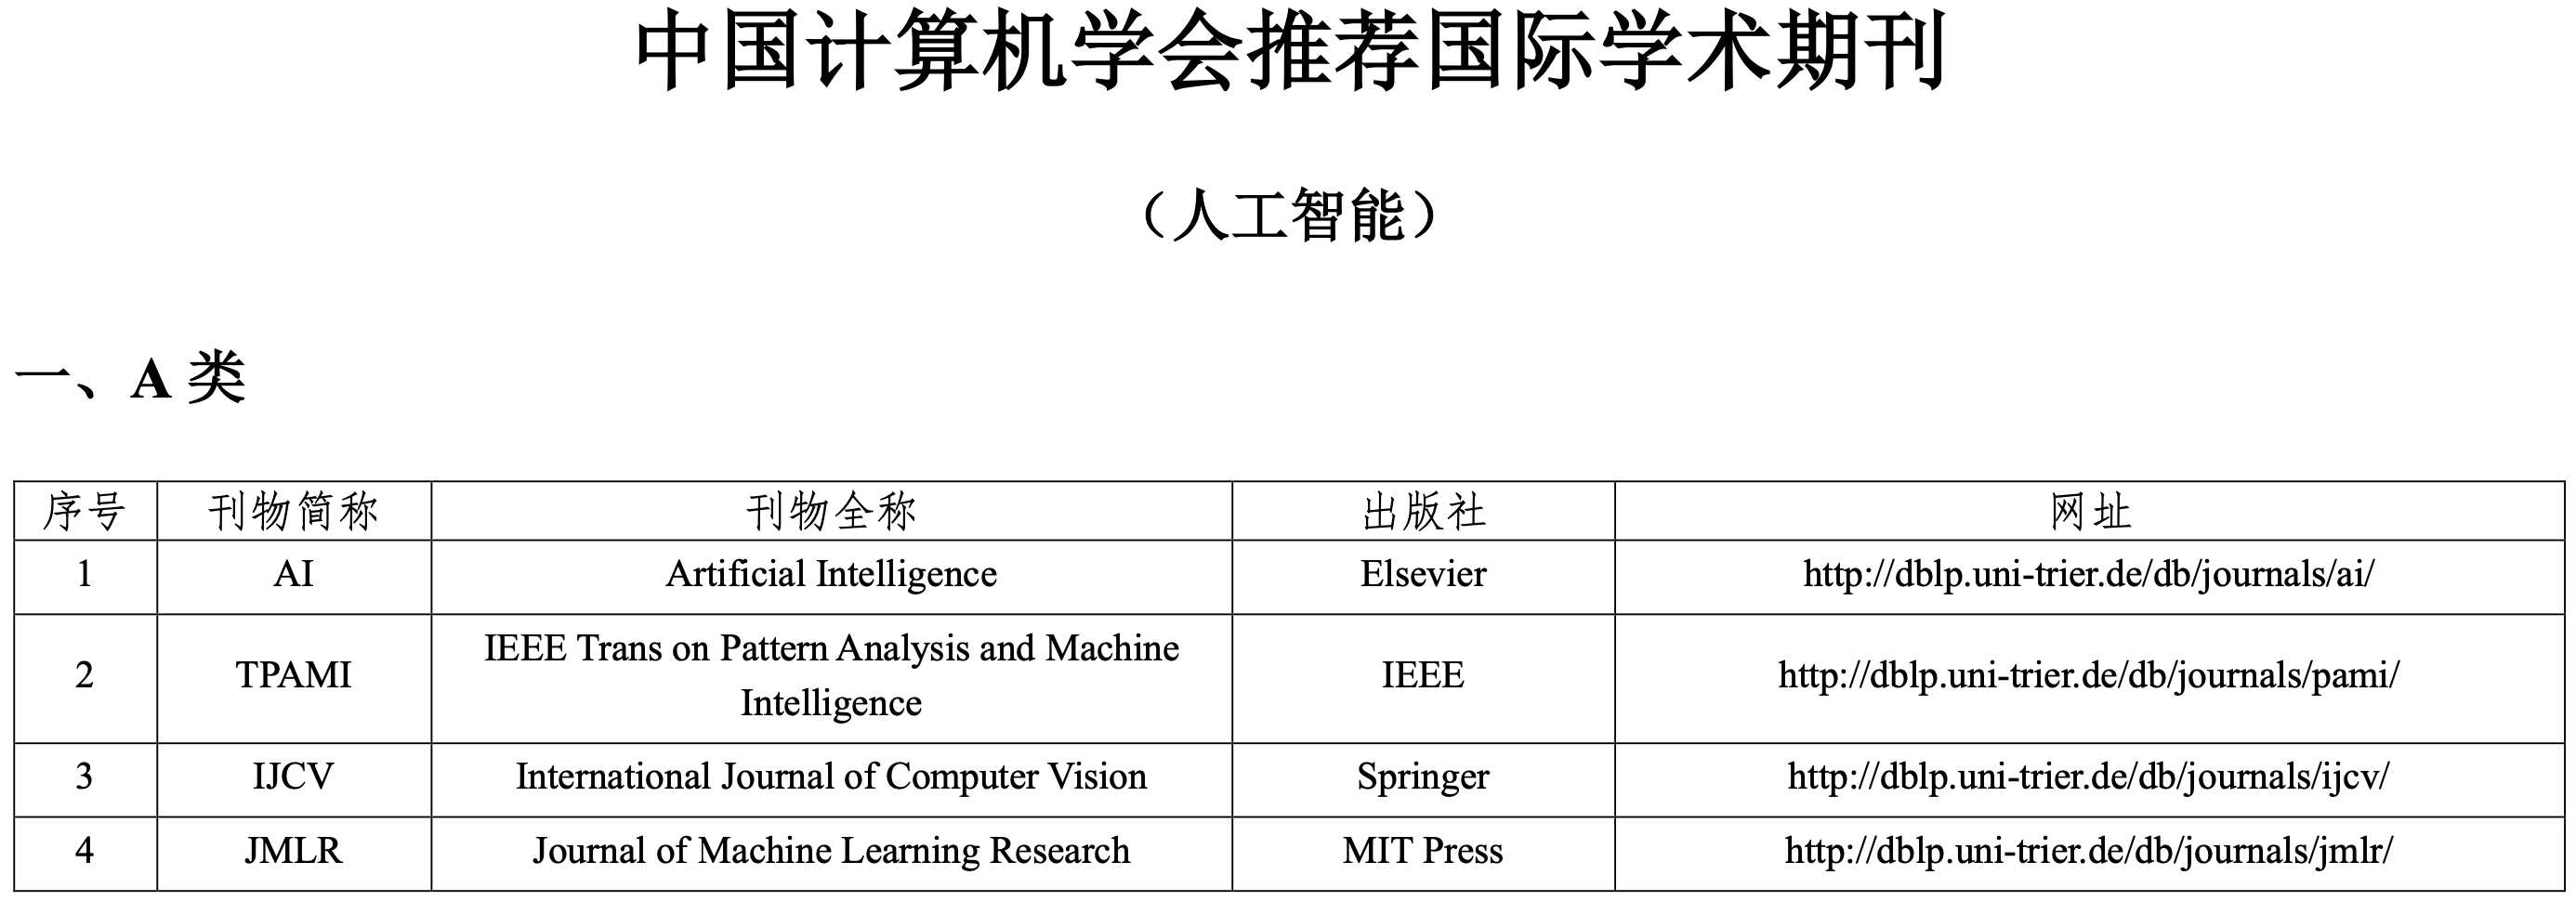 中国计算机学会推荐国际学术期刊
（人工智能）
一、A 类
序号 刊物简称 刊物全称 出版社 网址
1 AI Artificial Intelligence Elsevier http://dblp.uni-trier.de/db/journals/ai/
2 TPAMI IEEE Trans on Pattern Analysis and Machine
Intelligence IEEE http://dblp.uni-trier.de/db/journals/pami/
3 IJCV International Journal of Computer Vision Springer http://dblp.uni-trier.de/db/journals/ijcv/
4 JMLR Journal of Machine Learning Research MIT Press http://dblp.uni-trier.de/db/journals/jmlr/